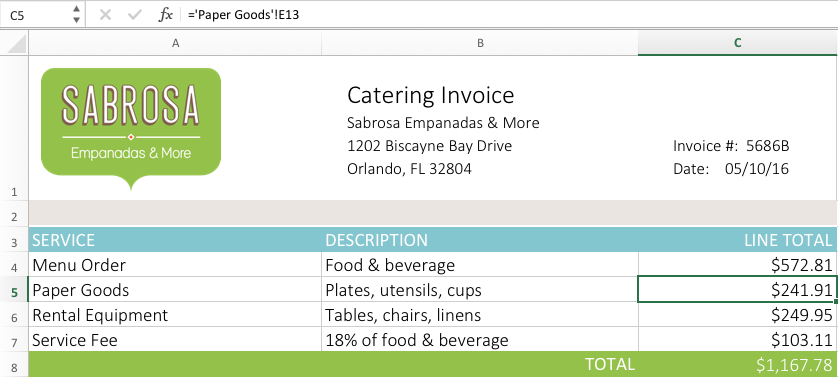 C5 fx ='Paper Goods'!E13
A B C
SABROSA
Empanadas & More
Catering Invoice
Sabrosa Empanadas & More
1202 Biscayne Bay Drive
Orlando, FL 32804
Invoice #: 5686B
Date: 05/10/16
1
2
3 SERVICE DESCRIPTION LINE TOTAL
4 Menu Order Food & beverage $572.81
5 Paper Goods Plates, utensils, cups $241.91
6 Rental Equipment Tables, chairs, linens $249.95
7 Service Fee 18% of food & beverage $103.11
8 TOTAL $1,167.78